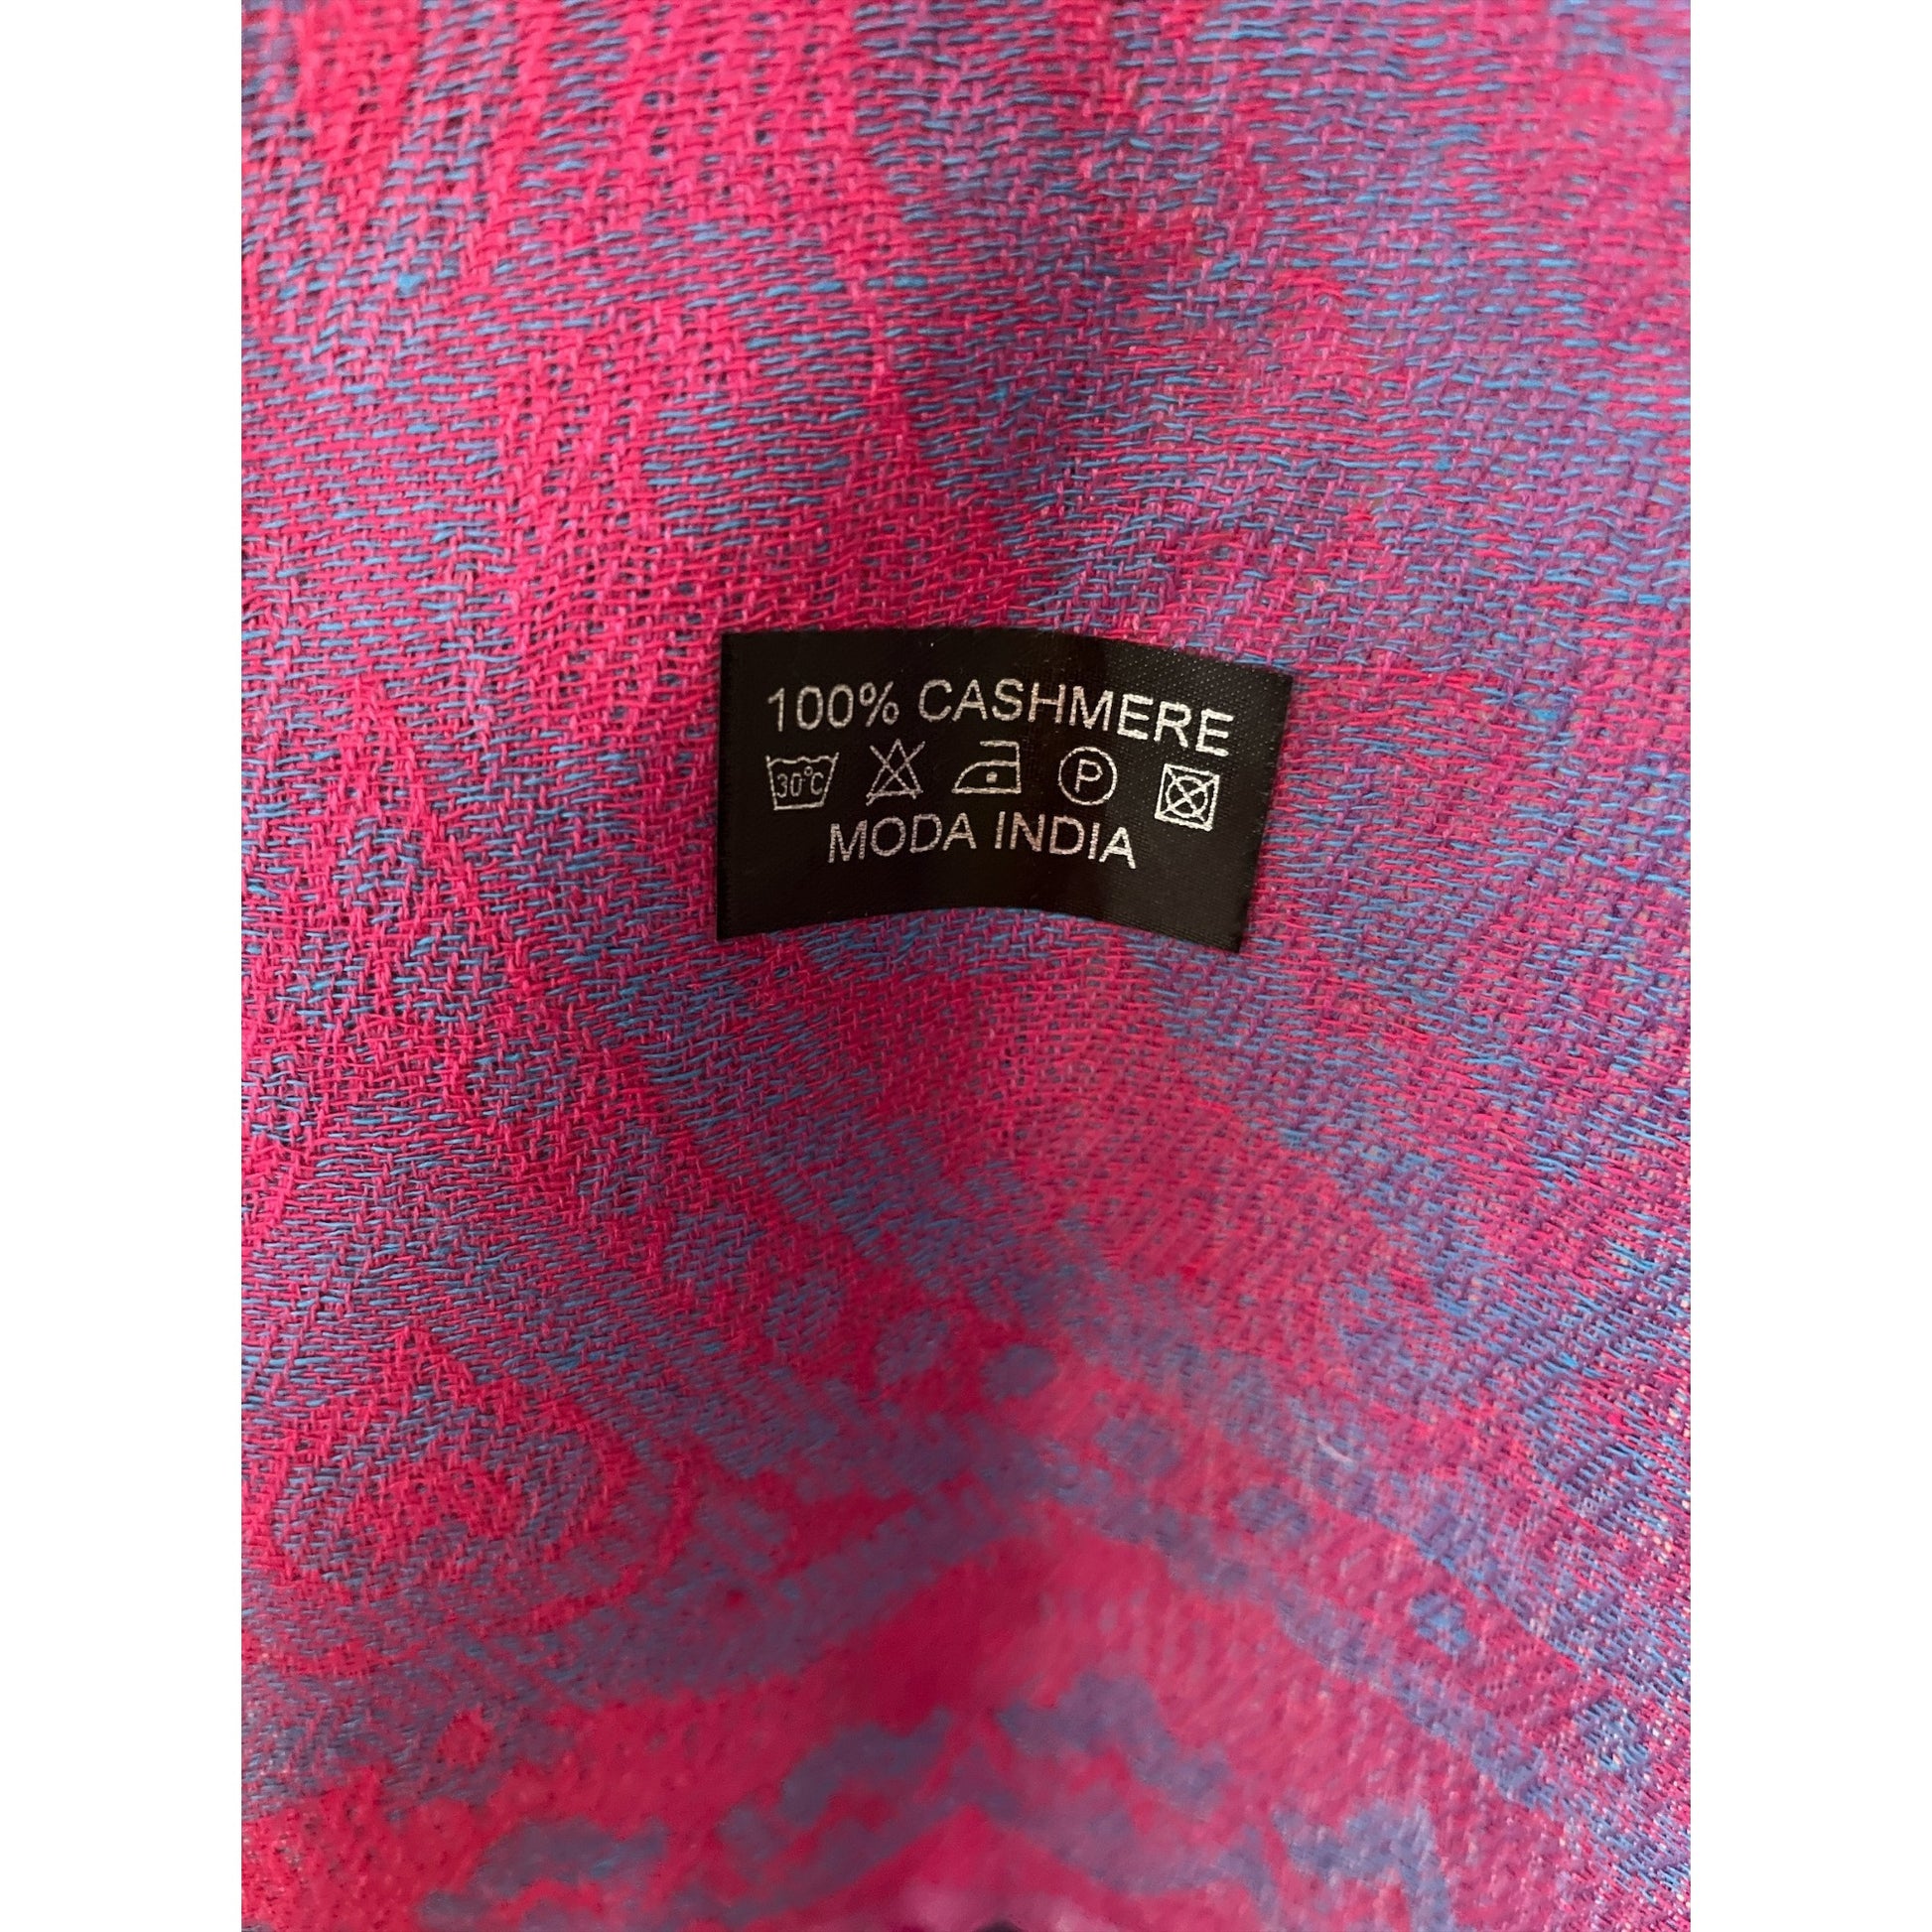 100% CASHMERE
30°C P
MODA INDIA